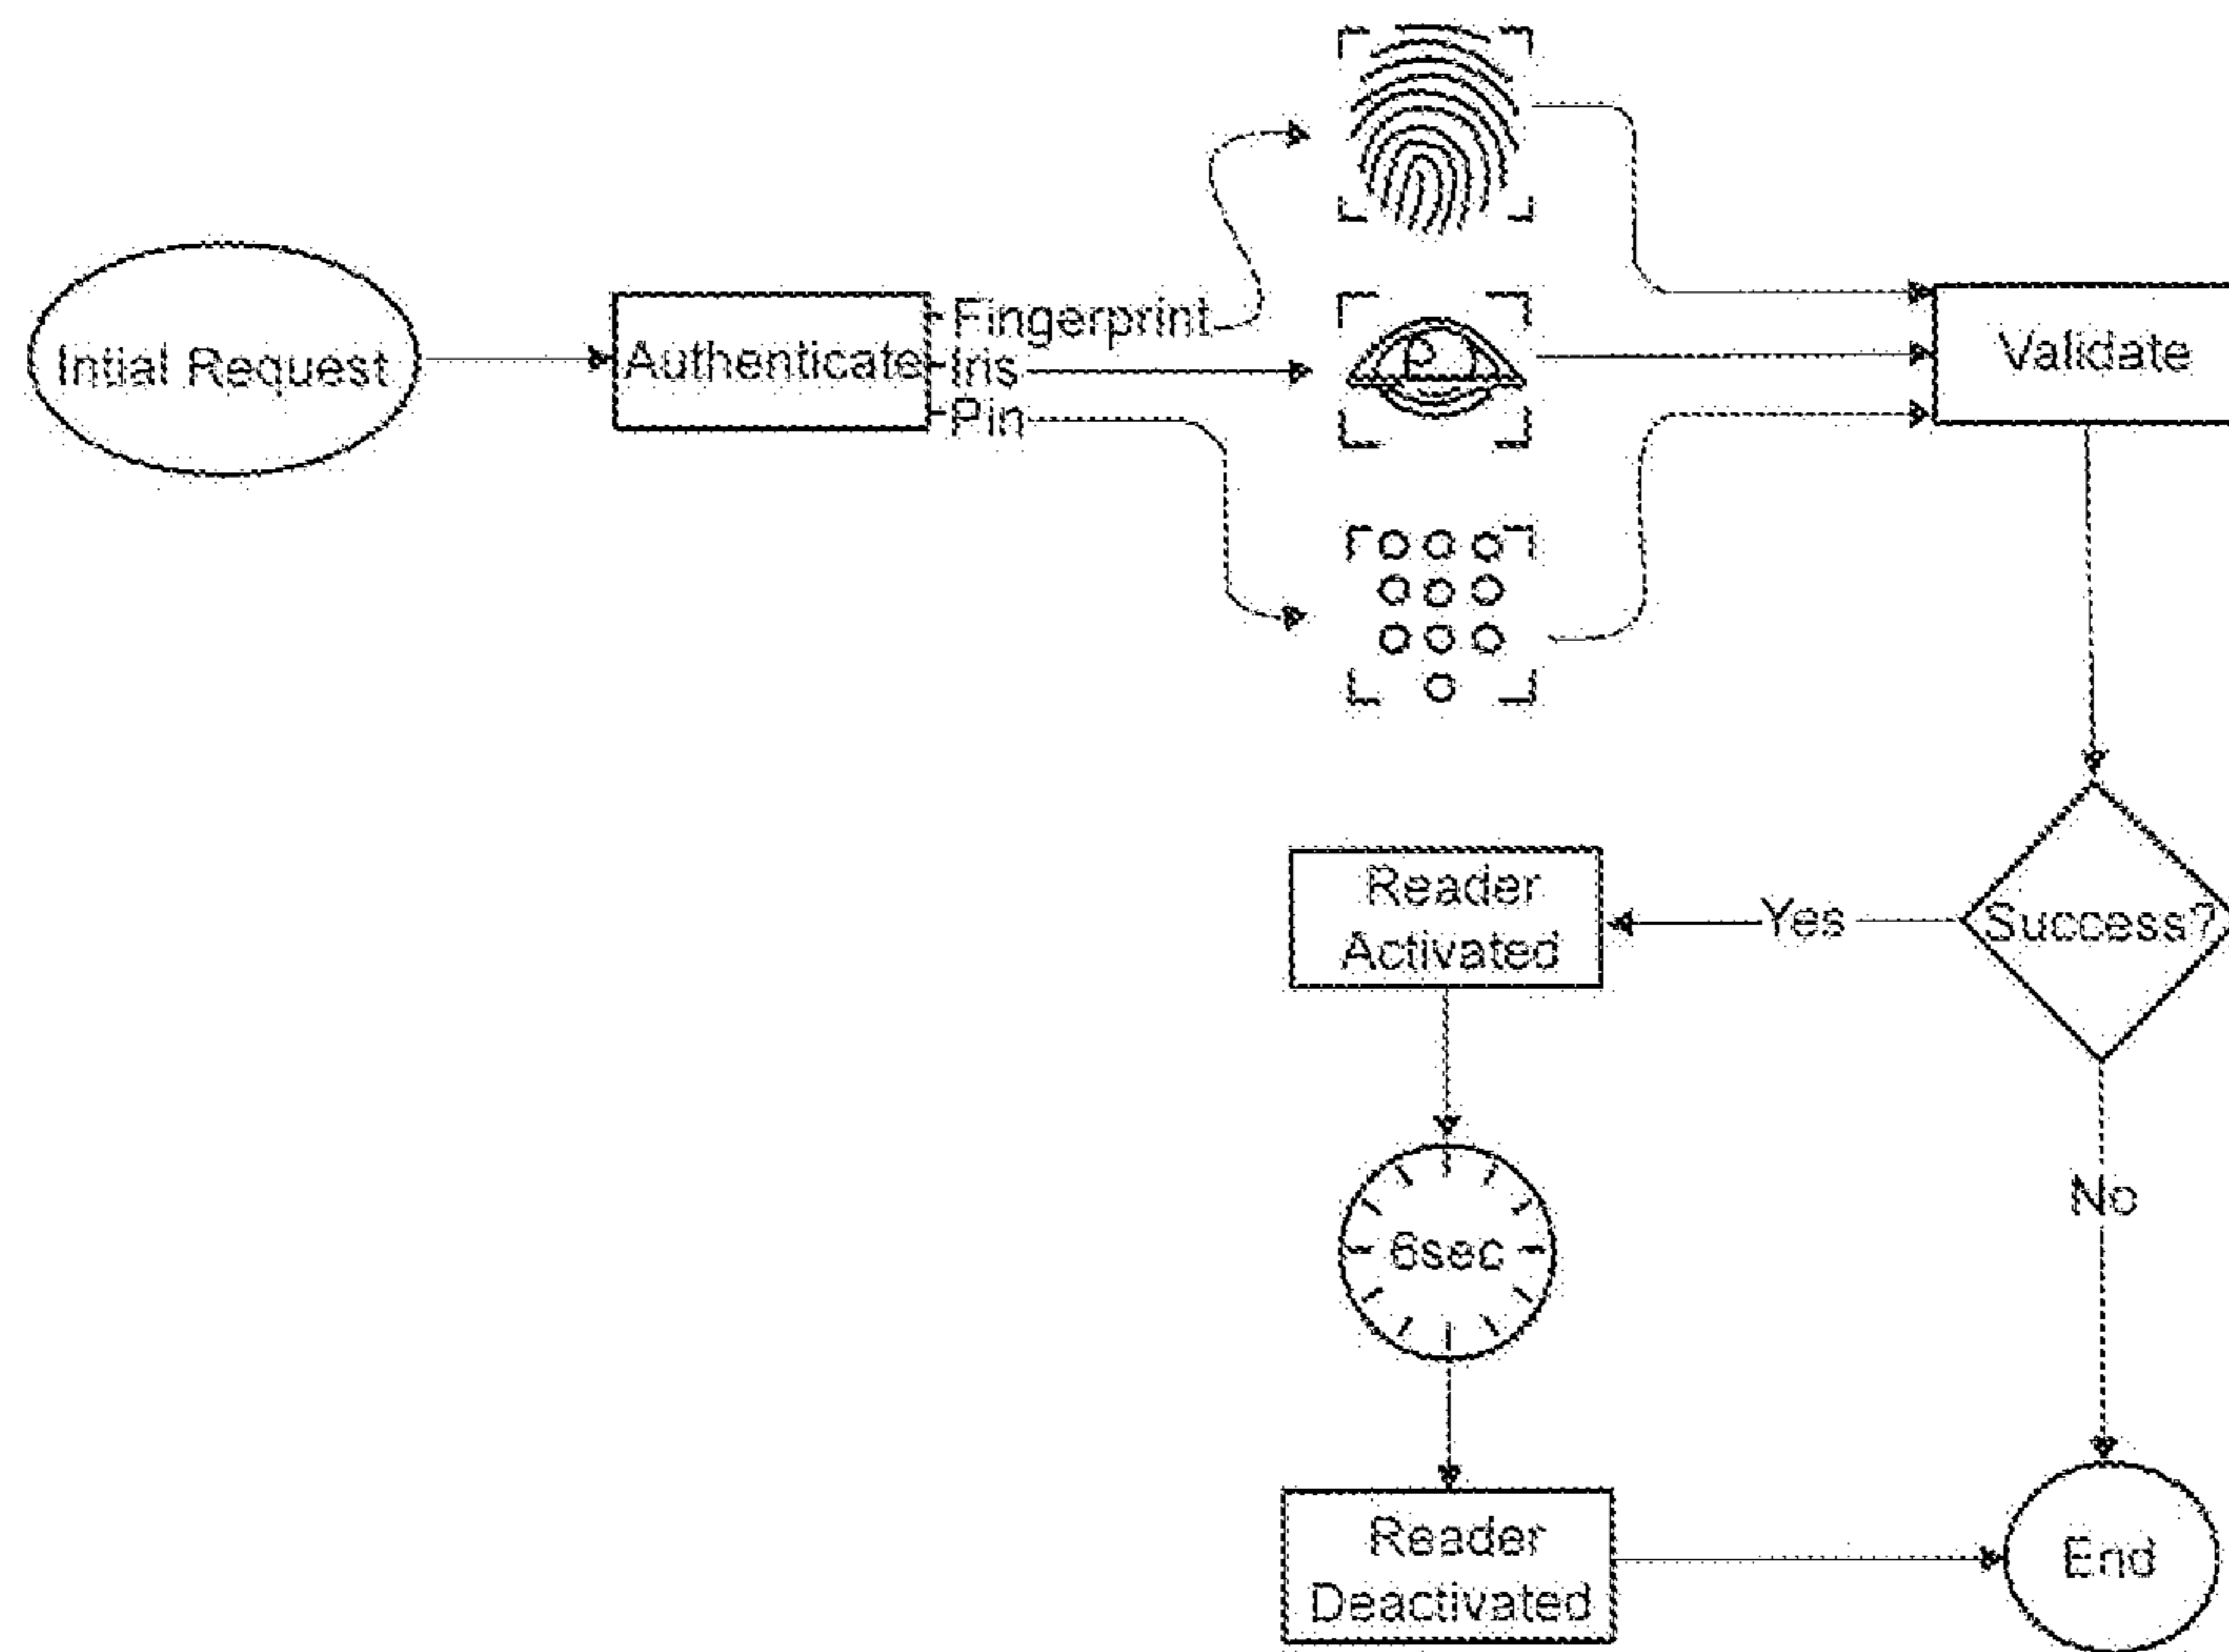 Intial Request
Authenticate
Fingerprint
Iris
Pin
Validate
Success?
Yes
Reader
Activated
6sec
No
Reader
Deactivated
End